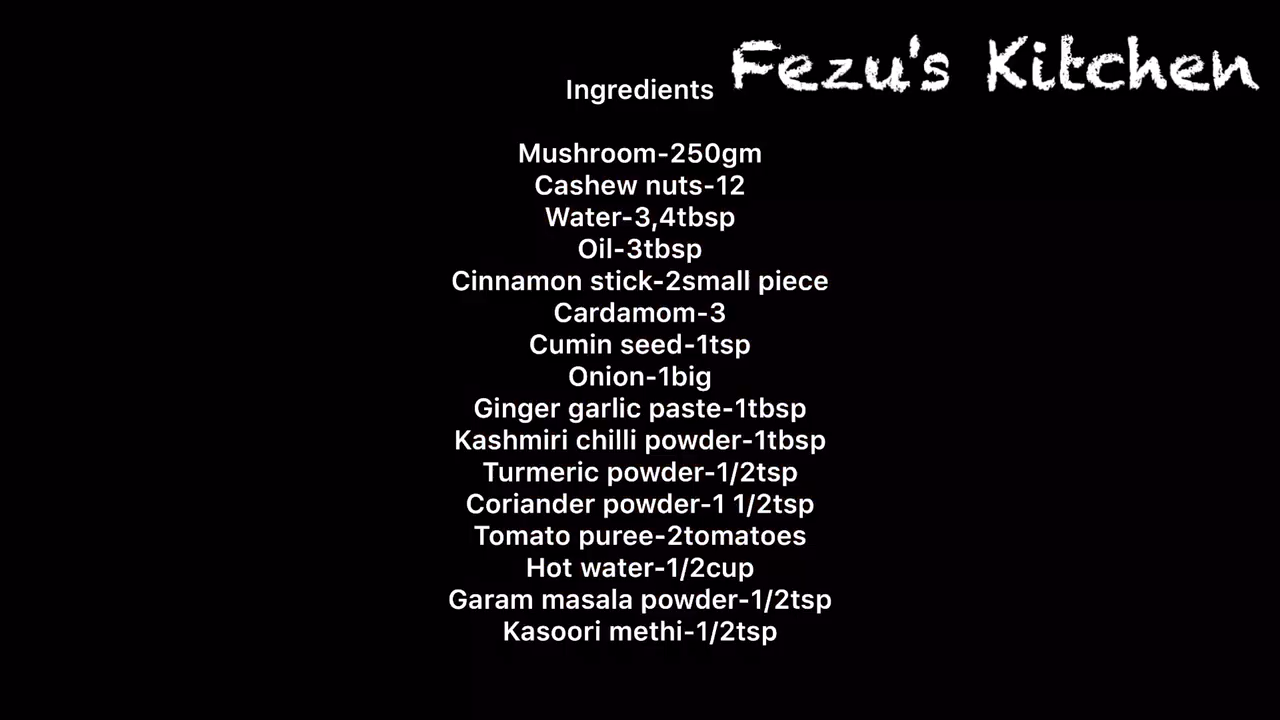 Fezu's Kitchen
Ingredients
Mushroom-250gm
Cashew nuts-12
Water-3,4tbsp
Oil-3tbsp
Cinnamon stick-2small piece
Cardamom-3
Cumin seed-1tsp
Onion-1big
Ginger garlic paste-1tbsp
Kashmiri chilli powder-1tbsp
Turmeric powder-1/2tsp
Coriander powder-1 1/2tsp
Tomato puree-2tomatoes
Hot water-1/2cup
Garam masala powder-1/2tsp
Kasoori methi-1/2tsp